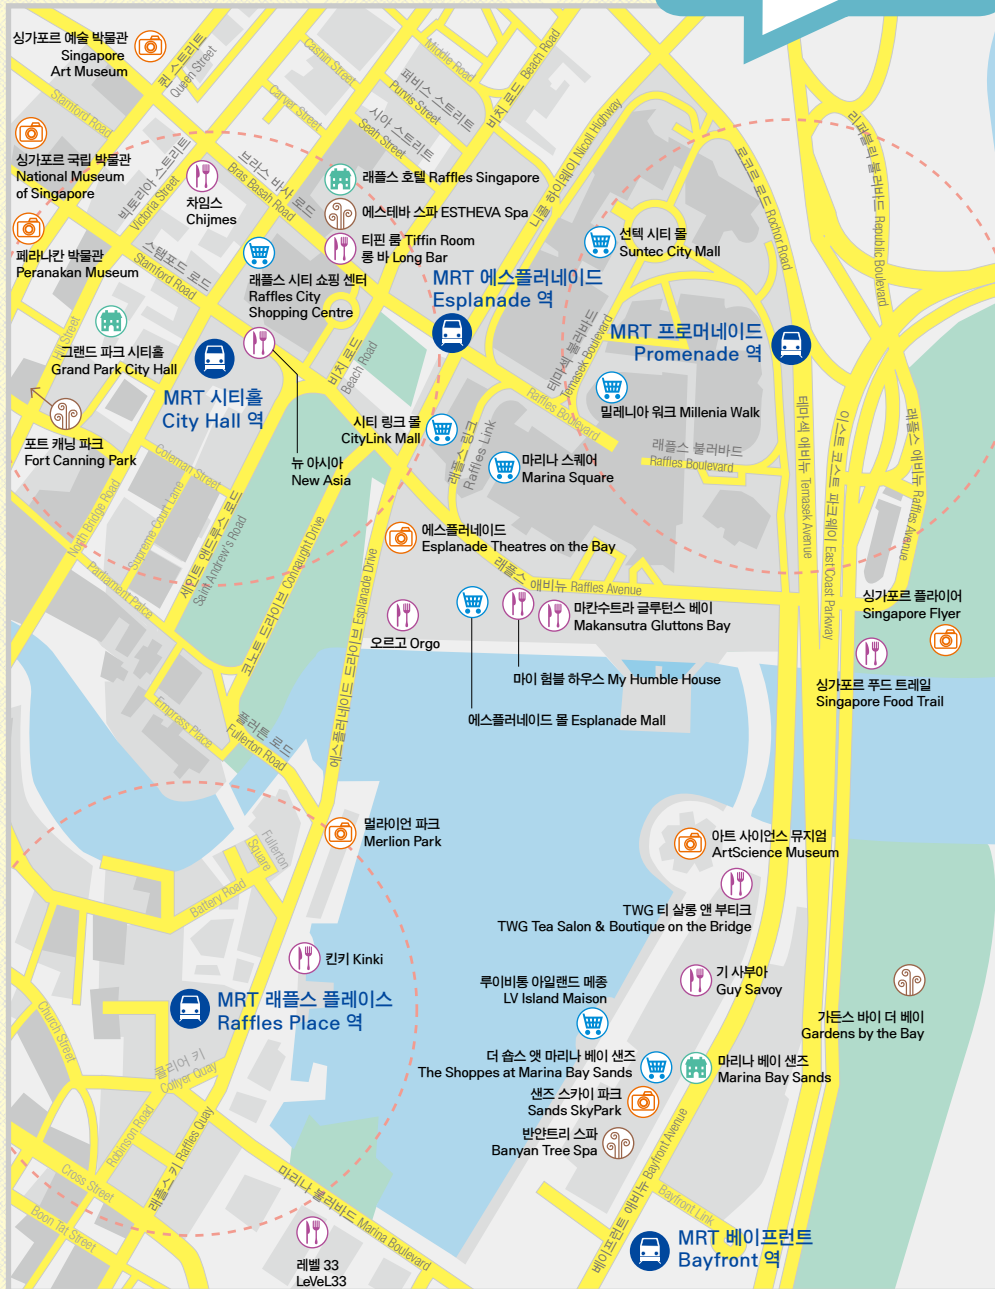 싱가포르 예술 박물관
Singapore
Art Museum
퀸 스트리트
Queen Street
Cashin Street
Middle Road
비치 로드 Beach Road
Stamford Road
Carver Street
퍼비스 스트리트
Purvis Street
시아 스트리트
Seah Street
니콜 하이웨이 Nicoll Highway
리퍼블릭 불러바드 Republic Boulevard
로코르 로드 Rochor Road
싱가포르 국립 박물관
National Museum
of Singapore
빅토리아 스트리트
Victoria Street
차임스
Chijmes
브라스 바사 로드
Bras Basah Road
래플스 호텔 Raffles Singapore
에스테바 스파 ESTHEVA Spa
티핀 룸 Tiffin Room
롱 바 Long Bar
선텍 시티 몰
Suntec City Mall
페라나칸 박물관
Peranakan Museum
스탬포드 로드
Stamford Road
래플스 시티 쇼핑 센터
Raffles City
Shopping Centre
MRT 에스플러네이드
Esplanade 역
MRT 프로머네이드
Promenade 역
Hill Street
그랜드 파크 시티홀
Grand Park City Hall
MRT 시티홀
City Hall 역
비치 로드
Beach Road
테마섹 불러바드
Temasek Boulevard
밀레니아 워크 Millenia Walk
Raffles Boulevard
래플스 불러바드
Raffles Boulevard
테마섹 애비뉴 Temasek Avenue
이스트 코스트 파크웨이 East Coast Parkway
래플스 애비뉴 Raffles Avenue
포트 캐닝 파크
Fort Canning Park
시티 링크 몰
CityLink Mall
래플스 링크
Raffles Link
마리나 스퀘어
Marina Square
뉴 아시아
New Asia
Coleman Street
North Bridge Road
Supreme Court Lane
세인트 앤드루스 로드
Saint Andrew's Road
코노트 드라이브 Connaught Drive
에스플러네이드 드라이브 Esplanade Drive
에스플러네이드
Esplanade Theatres on the Bay
Parliament Palce
래플스 애비뉴 Raffles Avenue
싱가포르 플라이어
Singapore Flyer
오르고 Orgo
마칸수트라 글루턴스 베이
Makansutra Gluttons Bay
마이 험블 하우스 My Humble House
싱가포르 푸드 트레일
Singapore Food Trail
에스플러네이드 몰 Esplanade Mall
Empress Place
플러튼 로드
Fullerton Road
멀라이언 파크
Merlion Park
Fullerton
Square
Battery Road
아트 사이언스 뮤지엄
ArtScience Museum
TWG 티 살롱 앤 부티크
TWG Tea Salon & Boutique on the Bridge
킨키 Kinki
루이비통 아일랜드 메종
LV Island Maison
기 사부아
Guy Savoy
MRT 래플스 플레이스
Raffles Place 역
가든스 바이 더 베이
Gardens by the Bay
Church Street
콜리어 키
Collyer Quay
더 숍스 앳 마리나 베이 샌즈
The Shoppes at Marina Bay Sands
마리나 베이 샌즈
Marina Bay Sands
샌즈 스카이 파크
Sands SkyPark
Robinson Road
래플스 키 Raffles Quay
반얀트리 스파
Banyan Tree Spa
Cross Street
Boon Tat Street
마리나 불러바드 Marina Boulevard
베이프런트 애비뉴 Bayfront Avenue
Bayfront Link
레벨 33
LeVeL33
MRT 베이프런트
Bayfront 역